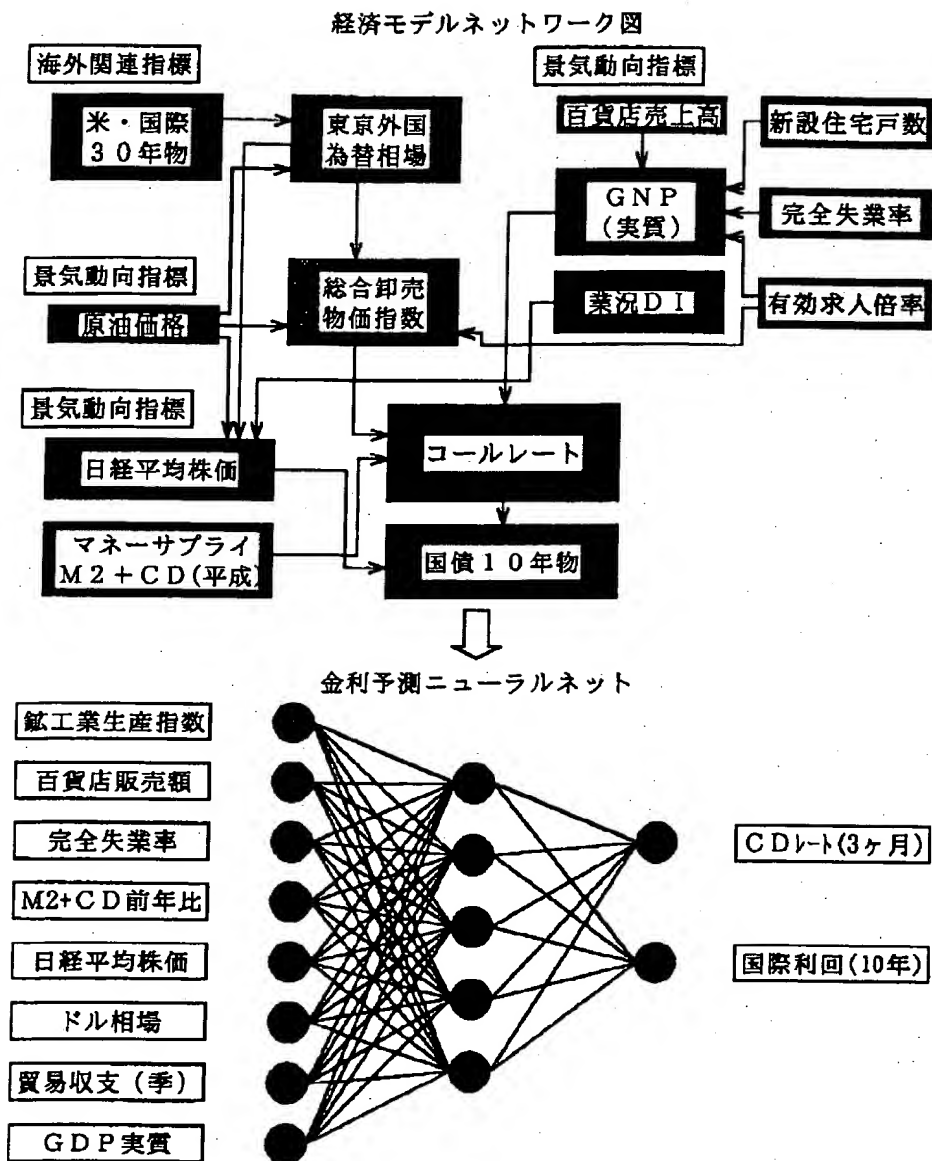 経済モデルネットワーク図
海外関連指標
景気動向指標
米・国際
30年物
東京外国
為替相場
百貨店売上高
新設住宅戸数
GNP
(実質)
完全失業率
景気動向指標
総合卸売
物価指数
業況DI
有効求人倍率
原油価格
景気動向指標
コールレート
日経平均株価
マネーサプライ
M2+CD(平成)
国債10年物
金利予測ニューラルネット
鉱工業生産指数
百貨店販売額
完全失業率
CDレート(3ヶ月)
M2+CD前年比
日経平均株価
国際利回(10年)
ドル相場
貿易収支(季)
GDP実質